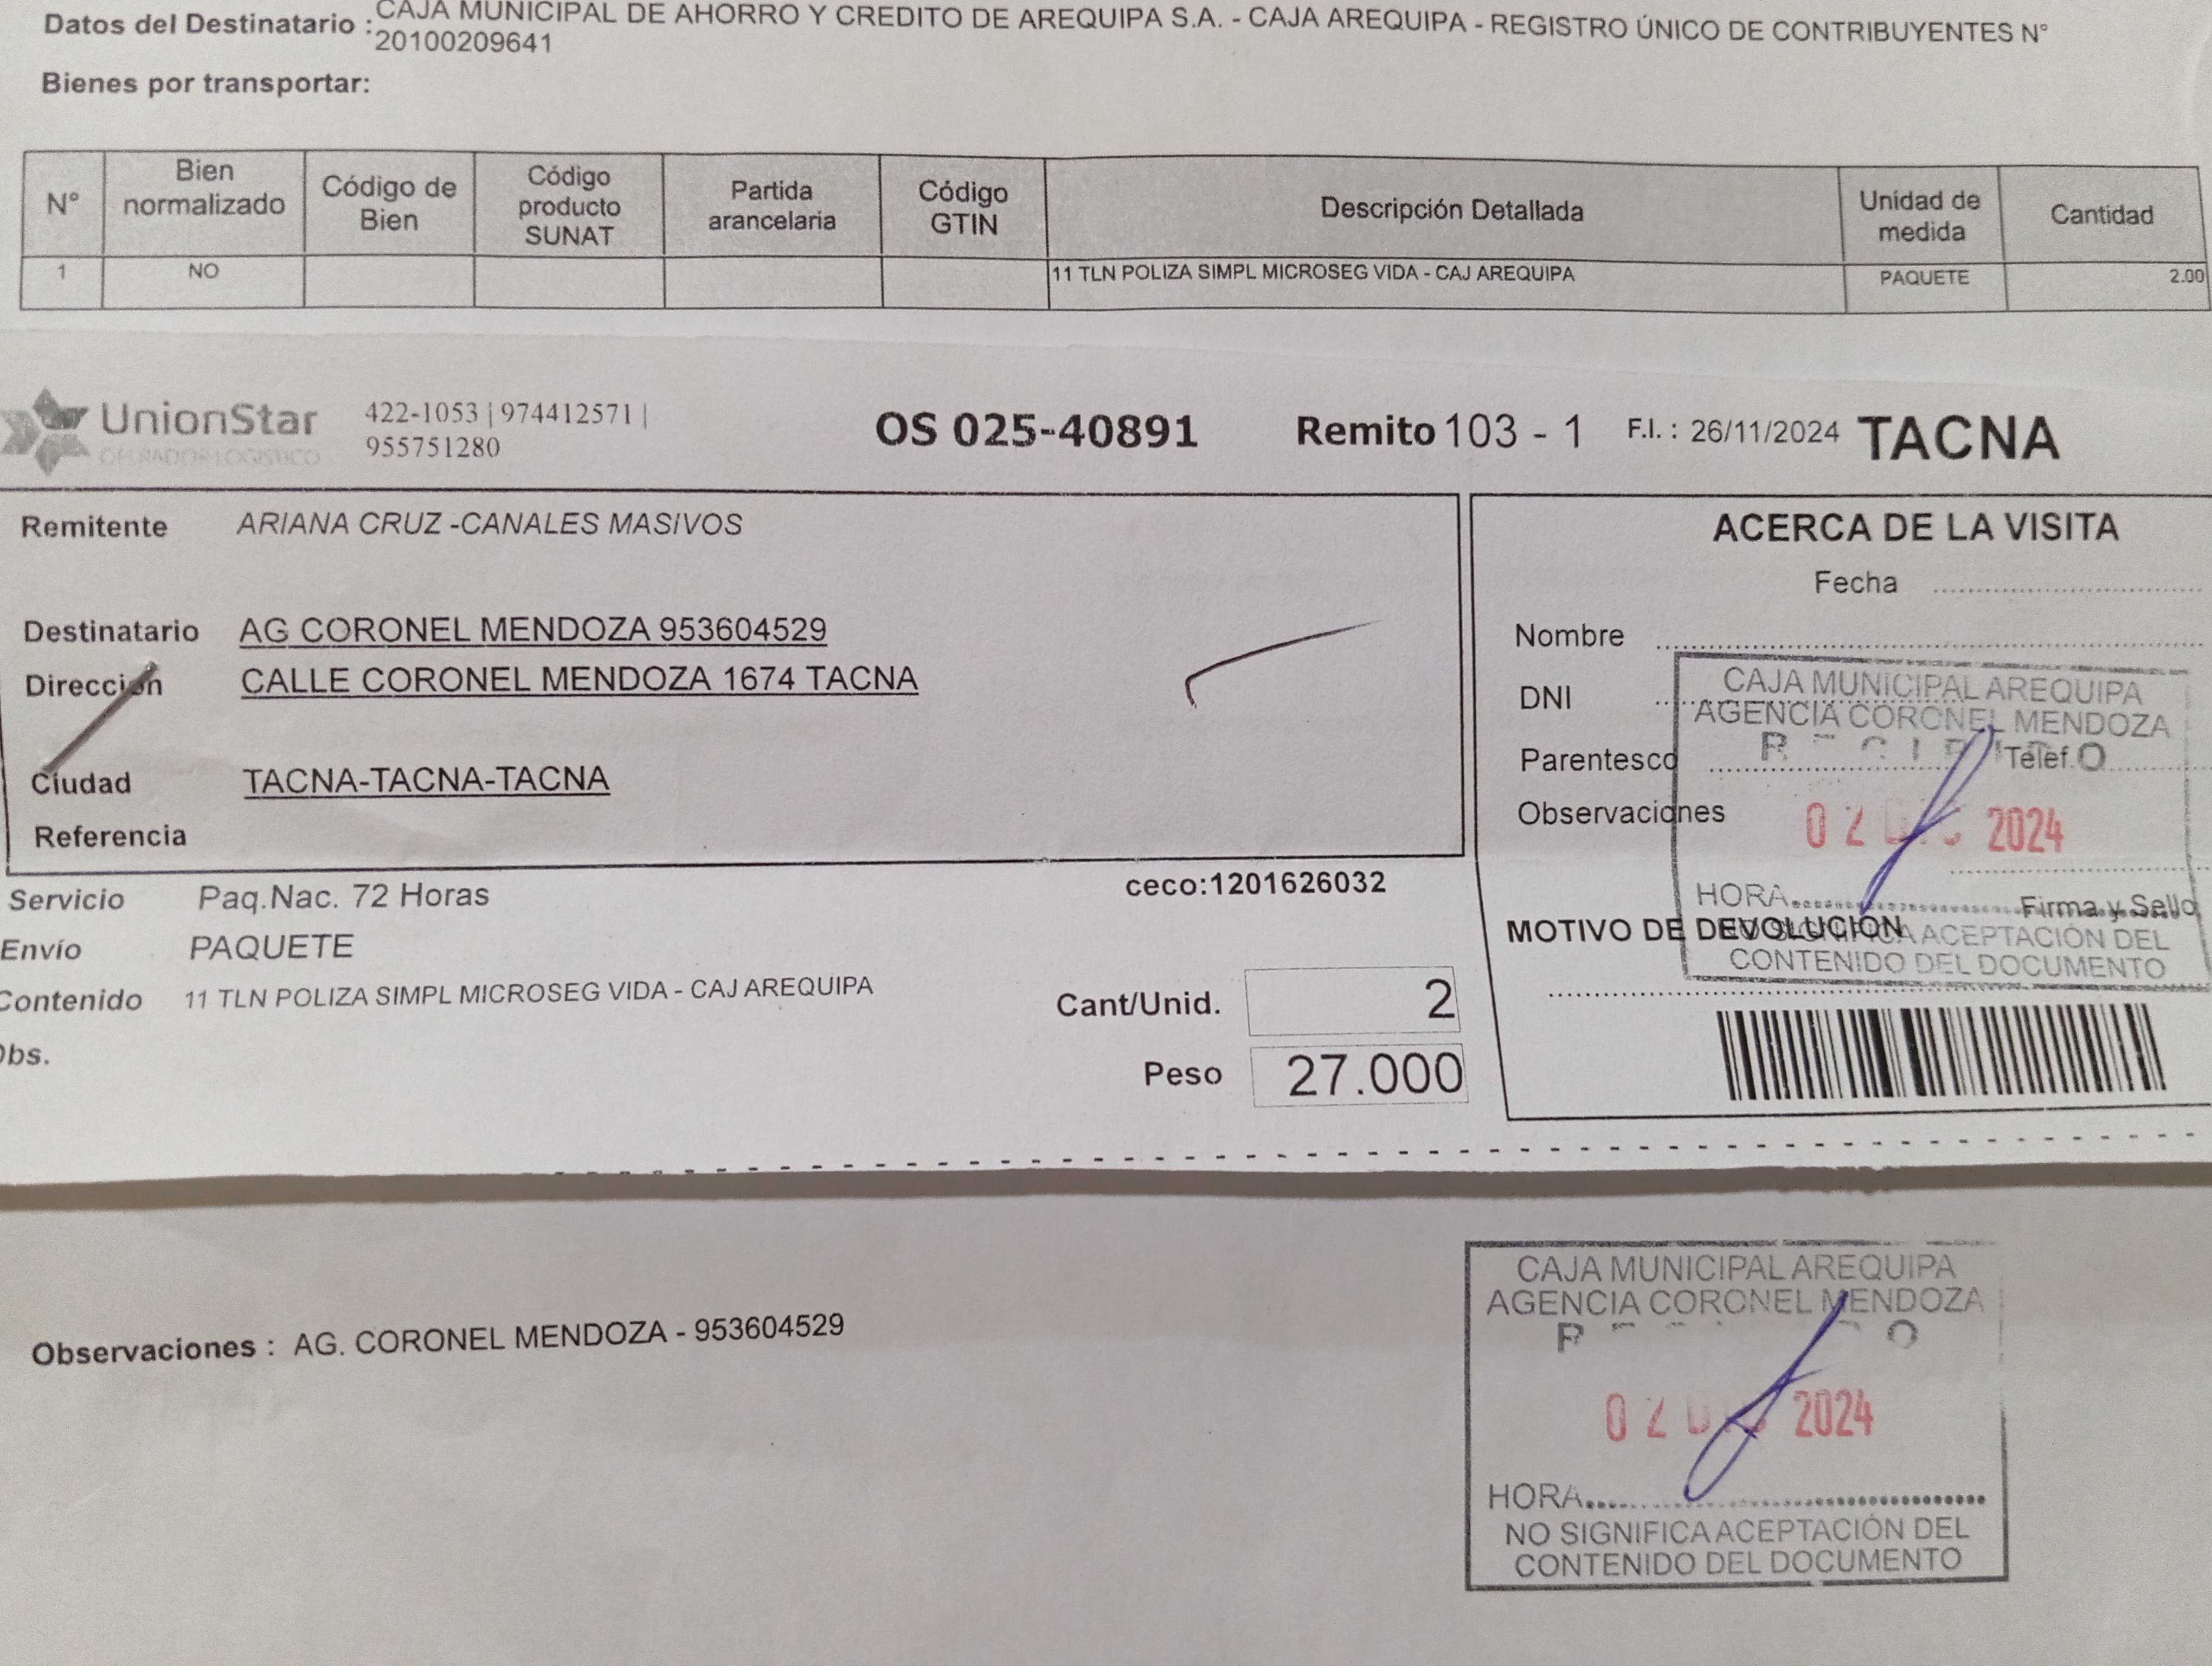 Datos del Destinatario : CAJA MUNICIPAL DE AHORRO Y CREDITO DE AREQUIPA S.A. - CAJA AREQUIPA - REGISTRO ÚNICO DE CONTRIBUYENTES N°
20100209641
Bienes por transportar:
N° Bien normalizado Código de Bien Código producto SUNAT Partida arancelaria Código GTIN Descripción Detallada Unidad de medida Cantidad
1 NO 11 TLN POLIZA SIMPL MICROSEG VIDA - CAJ AREQUIPA PAQUETE 2.00
UnionStar
OPERADOR LOGISTICO
422-1053 | 974412571 |
955751280
OS 025-40891 Remito 103 - 1 F.I. : 26/11/2024 TACNA
Remitente ARIANA CRUZ -CANALES MASIVOS
Destinatario AG CORONEL MENDOZA 953604529
Dirección CALLE CORONEL MENDOZA 1674 TACNA
Ciudad TACNA-TACNA-TACNA
Referencia
Servicio Paq.Nac. 72 Horas
ceco:1201626032
Envío PAQUETE
Contenido 11 TLN POLIZA SIMPL MICROSEG VIDA - CAJ AREQUIPA
Cant/Unid. 2
Obs.
Peso 27.000
ACERCA DE LA VISITA
Fecha
Nombre
DNI
Parentesco Telef.
Observaciones
Firma y Sello
MOTIVO DE DEVOLUCIÓN
CAJA MUNICIPAL AREQUIPA
AGENCIA CORONEL MENDOZA
02 2024
HORA
ACEPTACIÓN DEL
CONTENIDO DEL DOCUMENTO
Observaciones : AG. CORONEL MENDOZA - 953604529
CAJA MUNICIPAL AREQUIPA
AGENCIA CORONEL MENDOZA
02 2024
HORA
NO SIGNIFICA ACEPTACIÓN DEL
CONTENIDO DEL DOCUMENTO